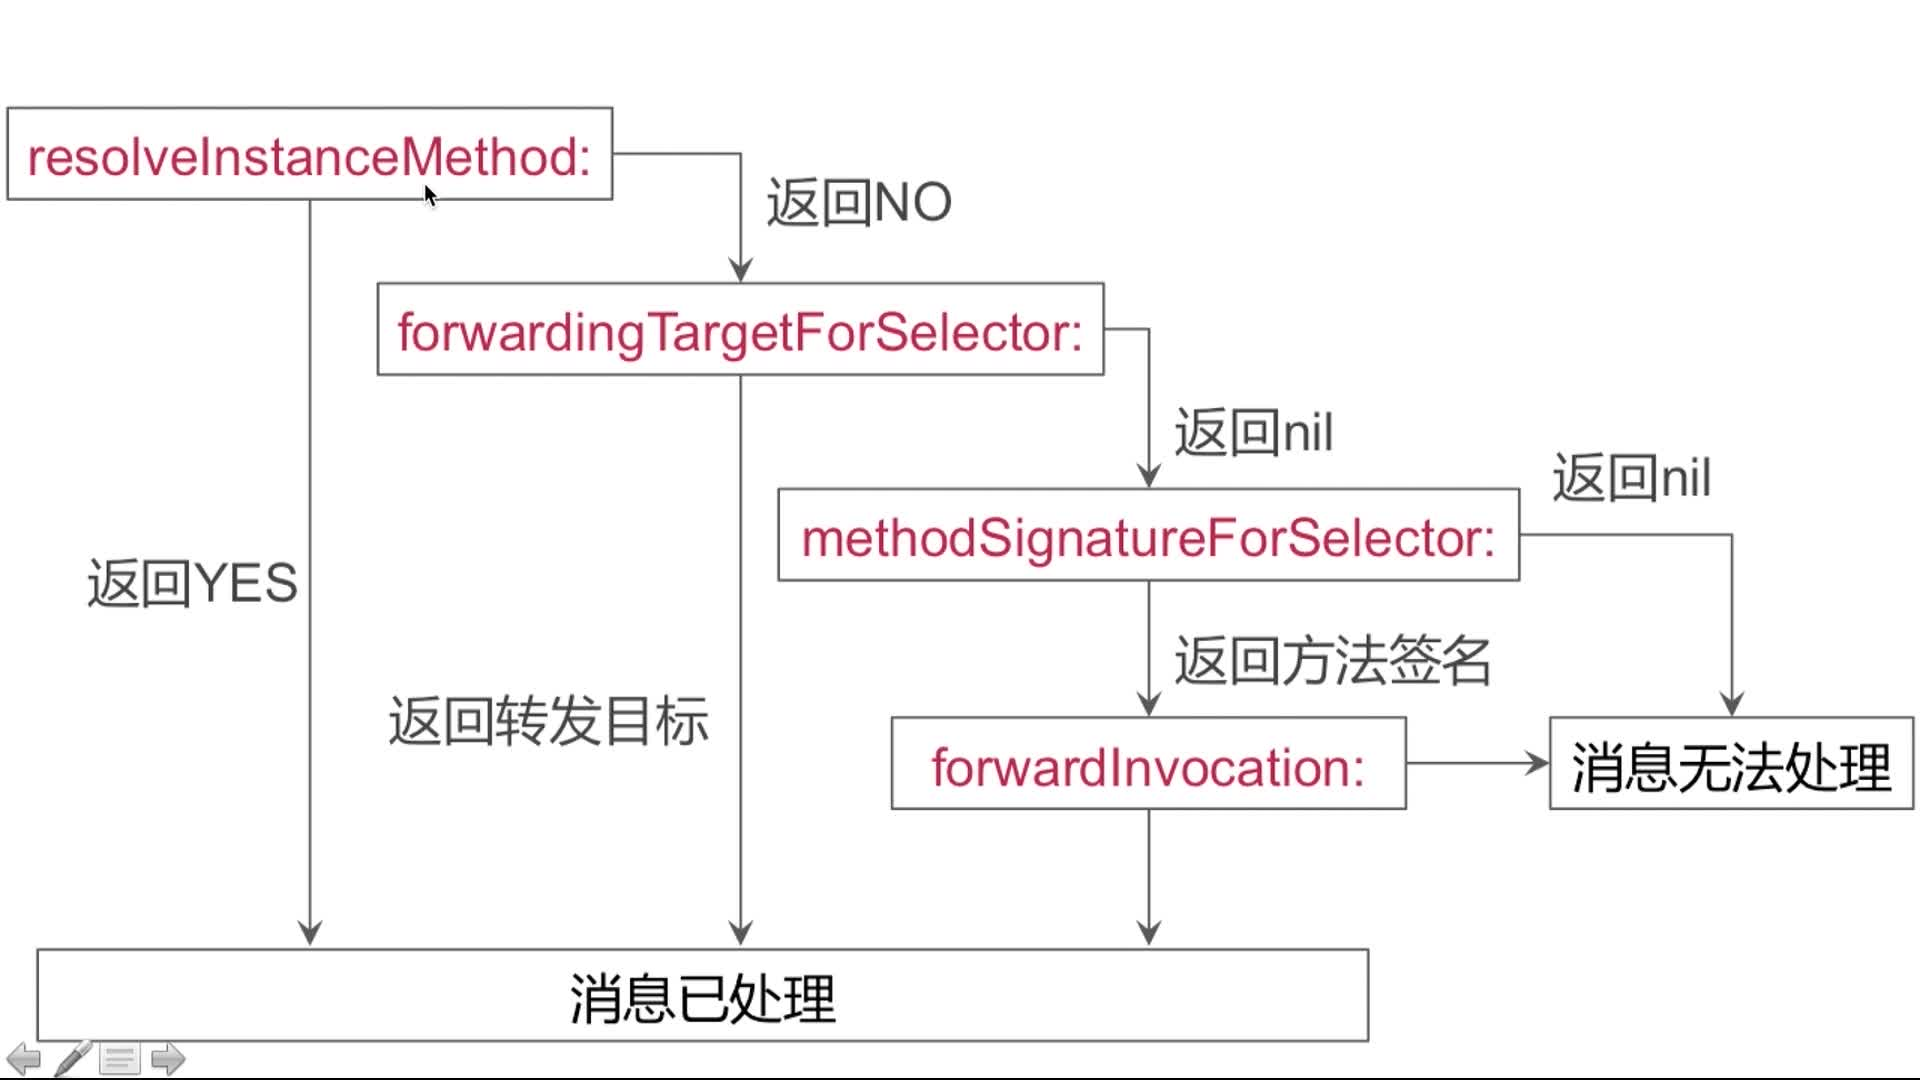 resolveInstanceMethod:
返回NO
forwardingTargetForSelector:
返回nil
返回nil
methodSignatureForSelector:
返回YES
返回方法签名
返回转发目标
forwardInvocation:
消息无法处理
消息已处理